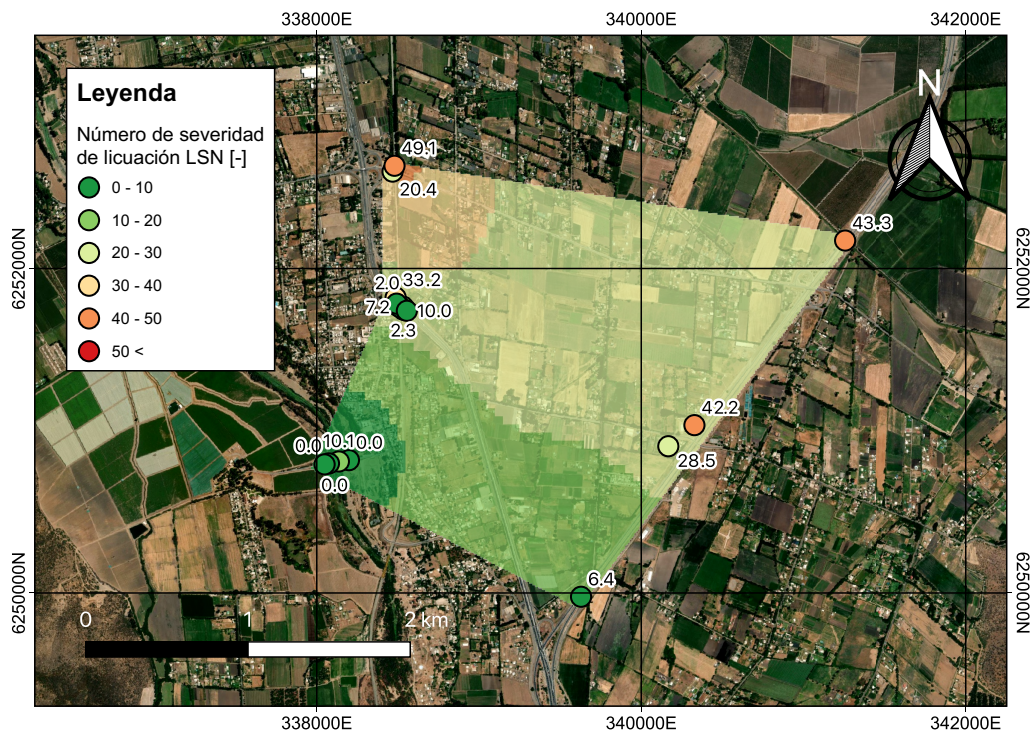 338000E
340000E
342000E
N
Leyenda
Número de severidad
de licuación LSN [-]
0 - 10
10 - 20
20 - 30
30 - 40
40 - 50
50 <
49.1
20.4
43.3
6252000N
6252000N
2.0
33.2
7.2
10.0
2.3
42.2
28.5
0.0
10.1
0.0
0.0
6.4
6250000N
6250000N
0
1
2 km
338000E
340000E
342000E